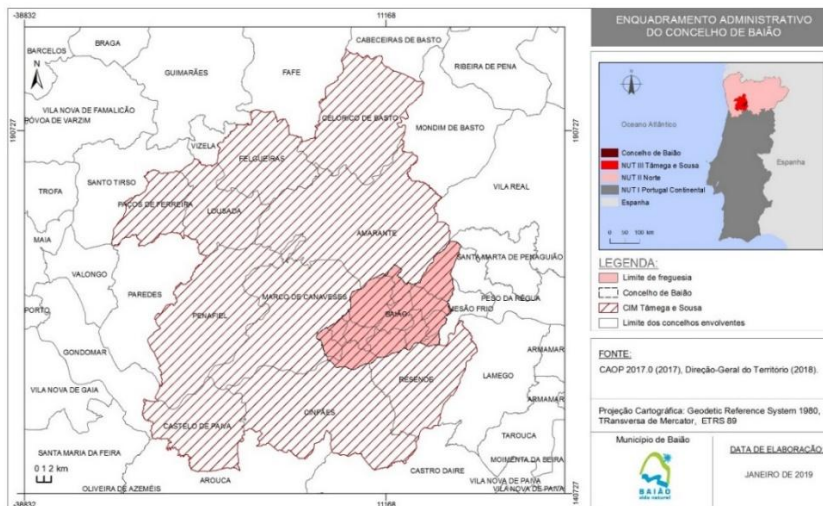 -38832
11168
190727
N
BARCELOS
BRAGA
GUIMARÃES
FAFE
CABECEIRAS DE BASTO
RIBEIRA DE PENA
VILA NOVA DE FAMALICÃO
PÓVOA DE VARZIM
CELORICO DE BASTO
MONDIM DE BASTO
VIZELA
FELGUEIRAS
VILA REAL
SANTO TIRSO
TROFA
PAÇOS DE FERREIRA
LOUSADA
AMARANTE
MAIA
VALONGO
SANTA MARTA DE PENAGUIÃO
PAREDES
MARCO DE CANAVESES
PESO DA RÉGUA
MESÃO FRIO
PORTO
PENAFIEL
BAIÃO
GONDOMAR
ARMAMAR
VILA NOVA DE GAIA
RESENDE
LAMEGO
ARMAMAR
CINFÃES
CASTELO DE PAIVA
TAROUCA
SANTA MARIA DA FEIRA
MOIMENTA DA BEIRA
CASTRO DAIRE
AROUCA
VILA NOVA DE PAIVA
VILA NOVA DE PAIVA
OLIVEIRA DE AZEMÉIS
0 1 2 km
-38832
11168
140727
190727
ENQUADRAMENTO ADMINISTRATIVO
DO CONCELHO DE BAIÃO
N
Oceano Atlântico
Espanha
Concelho de Baião
NUT III Tâmega e Sousa
NUT II Norte
NUT I Portugal Continental
Espanha
0 50 100 km
LEGENDA:
Limite de freguesia
Concelho de Baião
CIM Tâmega e Sousa
Limite dos concelhos envolventes
FONTE:
CAOP 2017.0 (2017), Direção-Geral do Território (2018).
Projeção Cartográfica: Geodetic Reference System 1980,
TRansversa de Mercator, ETRS 89
Município de Baião
BAIÃO
vida natural
DATA DE ELABORAÇÃO:
JANEIRO DE 2019